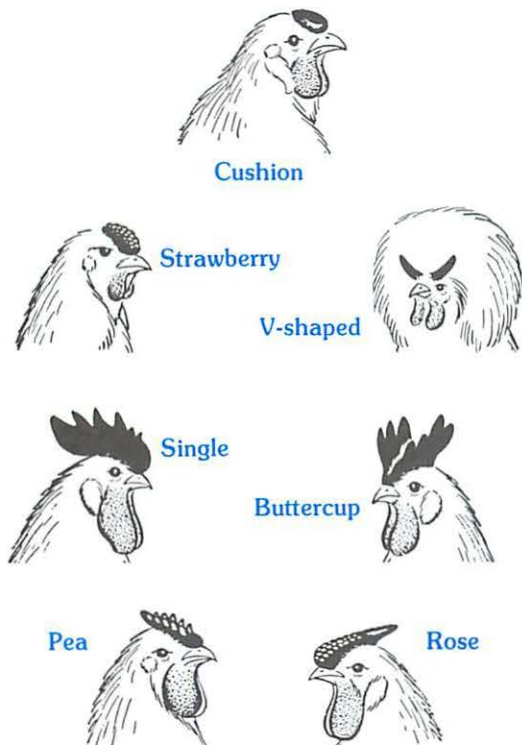 Cushion
Strawberry
V-shaped
Single
Buttercup
Pea
Rose